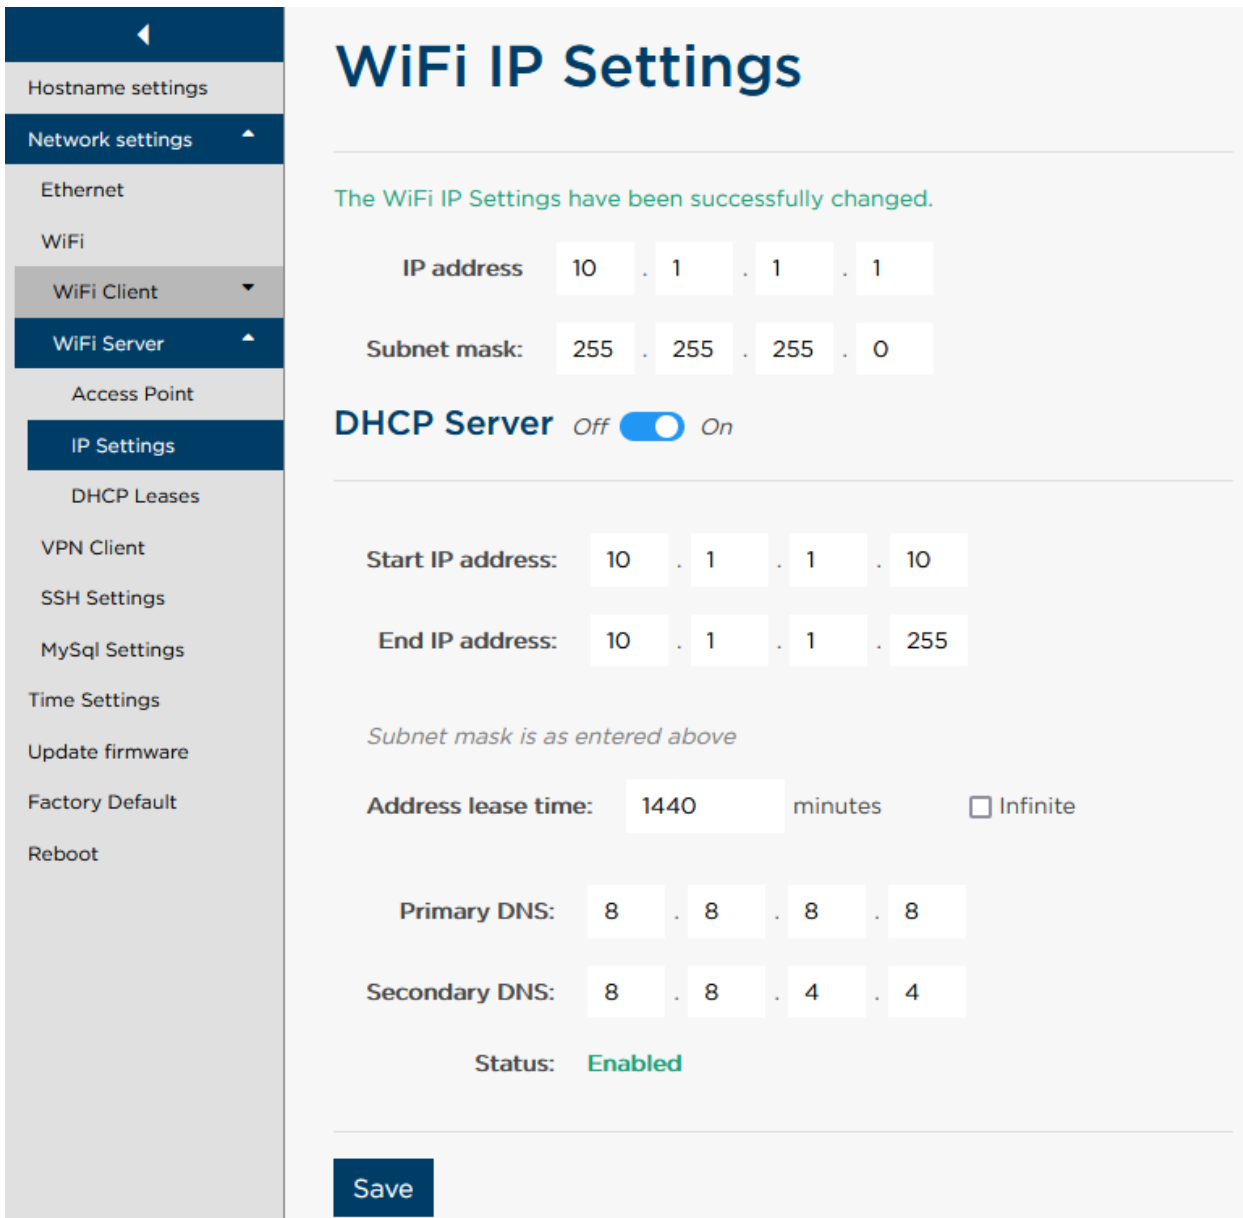 WiFi IP Settings
Hostname settings
Network settings
Ethernet
WiFi
WiFi Client
WiFi Server
Access Point
IP Settings
DHCP Leases
VPN Client
SSH Settings
MySql Settings
Time Settings
Update firmware
Factory Default
Reboot
The WiFi IP Settings have been successfully changed.
IP address 10 . 1 . 1 . 1
Subnet mask: 255 . 255 . 255 . 0
DHCP Server Off On
Start IP address: 10 . 1 . 1 . 10
End IP address: 10 . 1 . 1 . 255
Subnet mask is as entered above
Address lease time: 1440 minutes Infinite
Primary DNS: 8 . 8 . 8 . 8
Secondary DNS: 8 . 8 . 4 . 4
Status: Enabled
Save